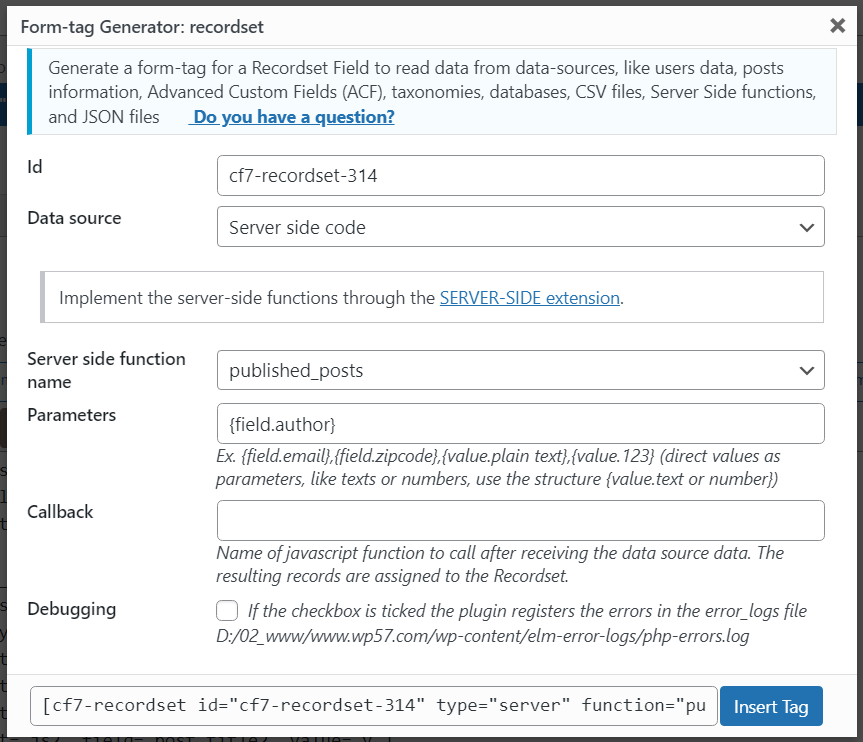 Form-tag Generator: recordset
Generate a form-tag for a Recordset Field to read data from data-sources, like users data, posts
information, Advanced Custom Fields (ACF), taxonomies, databases, CSV files, Server Side functions,
and JSON files Do you have a question?
Id
cf7-recordset-314
Data source
Server side code
Implement the server-side functions through the SERVER-SIDE extension.
Server side function
name
published_posts
Parameters
{field.author}
Ex. {field.email},{field.zipcode},{value.plain text},{value.123} (direct values as
parameters, like texts or numbers, use the structure {value.text or number})
Callback
Name of javascript function to call after receiving the data source data. The
resulting records are assigned to the Recordset.
Debugging
If the checkbox is ticked the plugin registers the errors in the error_logs file
D:/02_www/www.wp57.com/wp-content/elm-error-logs/php-errors.log
[cf7-recordset id="cf7-recordset-314" type="server" function="pu
Insert Tag